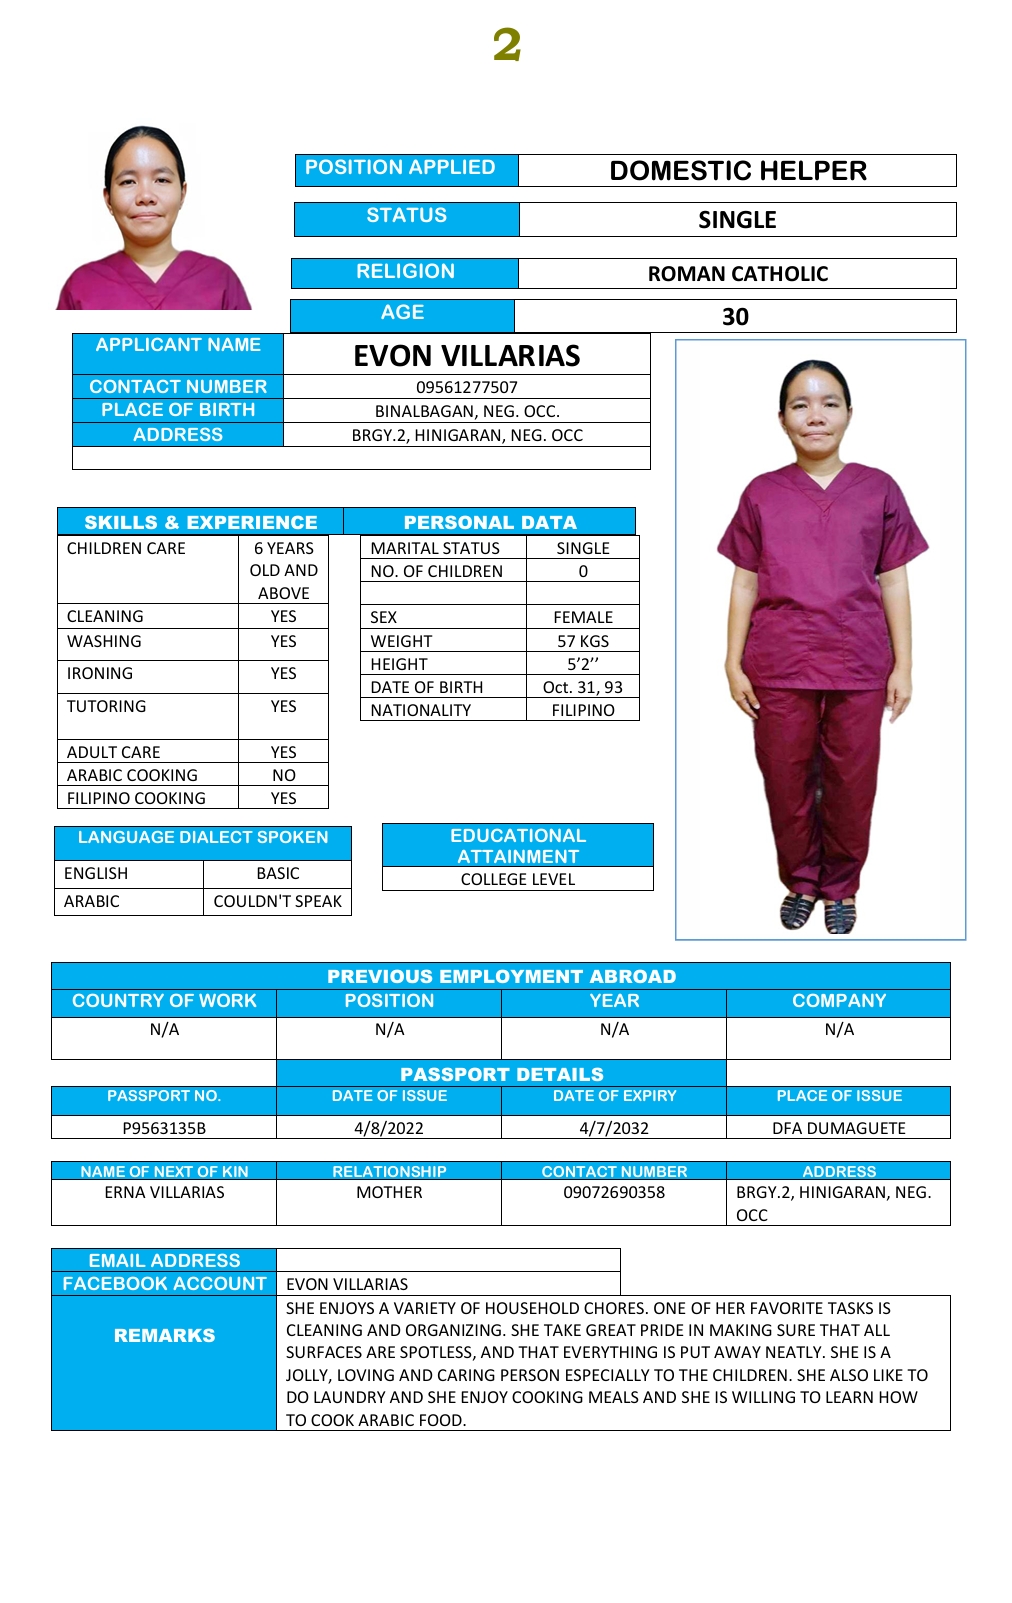 2
POSITION APPLIED DOMESTIC HELPER
STATUS SINGLE
RELIGION ROMAN CATHOLIC
AGE 30
APPLICANT NAME EVON VILLARIAS
CONTACT NUMBER 09561277507
PLACE OF BIRTH BINALBAGAN, NEG. OCC.
ADDRESS BRGY.2, HINIGARAN, NEG. OCC
SKILLS & EXPERIENCE
CHILDREN CARE 6 YEARS
OLD AND
ABOVE
CLEANING YES
WASHING YES
IRONING YES
TUTORING YES
ADULT CARE YES
ARABIC COOKING NO
FILIPINO COOKING YES
PERSONAL DATA
MARITAL STATUS SINGLE
NO. OF CHILDREN 0
SEX FEMALE
WEIGHT 57 KGS
HEIGHT 5’2’’
DATE OF BIRTH Oct. 31, 93
NATIONALITY FILIPINO
LANGUAGE DIALECT SPOKEN
ENGLISH BASIC
ARABIC COULDN'T SPEAK
EDUCATIONAL
ATTAINMENT
COLLEGE LEVEL
PREVIOUS EMPLOYMENT ABROAD
COUNTRY OF WORK POSITION YEAR COMPANY
N/A N/A N/A N/A
PASSPORT DETAILS
PASSPORT NO. DATE OF ISSUE DATE OF EXPIRY PLACE OF ISSUE
P9563135B 4/8/2022 4/7/2032 DFA DUMAGUETE
NAME OF NEXT OF KIN RELATIONSHIP CONTACT NUMBER ADDRESS
ERNA VILLARIAS MOTHER 09072690358 BRGY.2, HINIGARAN, NEG.
OCC
EMAIL ADDRESS
FACEBOOK ACCOUNT EVON VILLARIAS
REMARKS
SHE ENJOYS A VARIETY OF HOUSEHOLD CHORES. ONE OF HER FAVORITE TASKS IS
CLEANING AND ORGANIZING. SHE TAKE GREAT PRIDE IN MAKING SURE THAT ALL
SURFACES ARE SPOTLESS, AND THAT EVERYTHING IS PUT AWAY NEATLY. SHE IS A
JOLLY, LOVING AND CARING PERSON ESPECIALLY TO THE CHILDREN. SHE ALSO LIKE TO
DO LAUNDRY AND SHE ENJOY COOKING MEALS AND SHE IS WILLING TO LEARN HOW
TO COOK ARABIC FOOD.